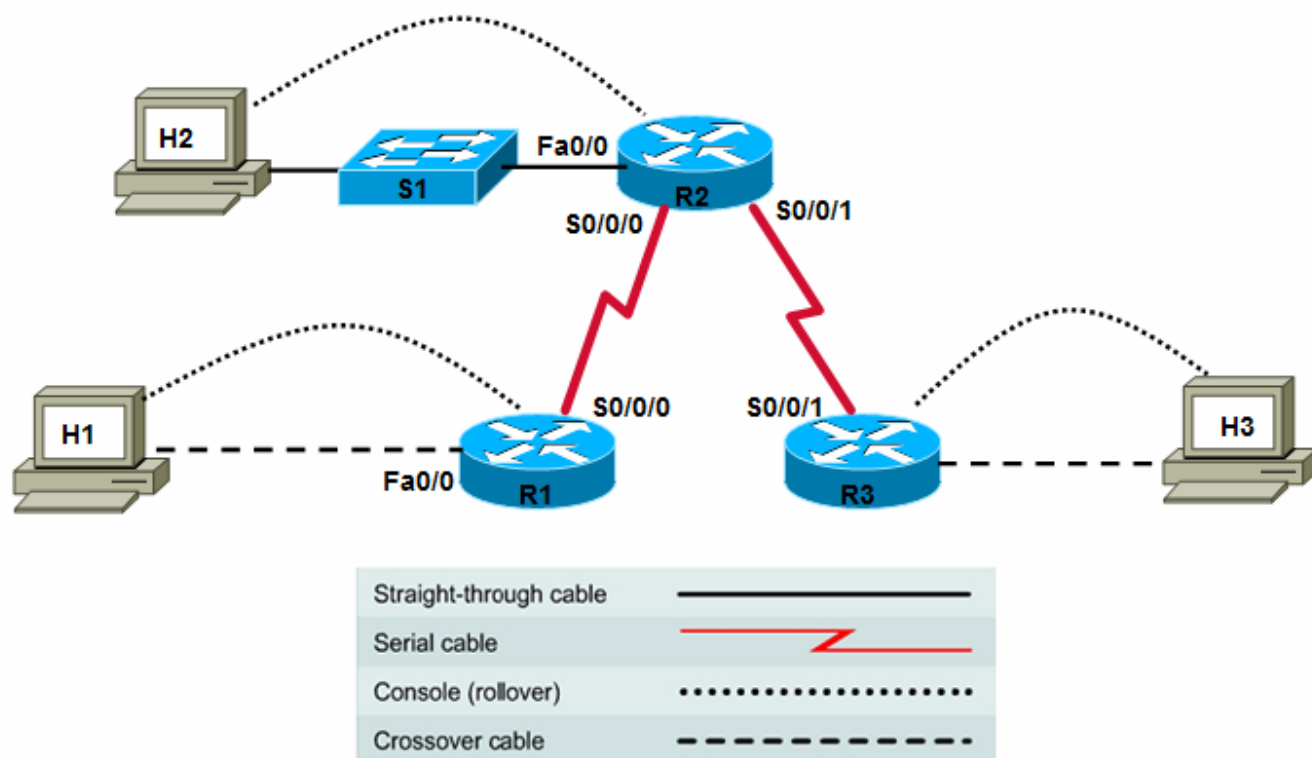 H2
S1
Fa0/0
R2
S0/0/0
S0/0/1
H1
Fa0/0
R1
S0/0/0
S0/0/1
R3
H3
Straight-through cable
Serial cable
Console (rollover)
Crossover cable